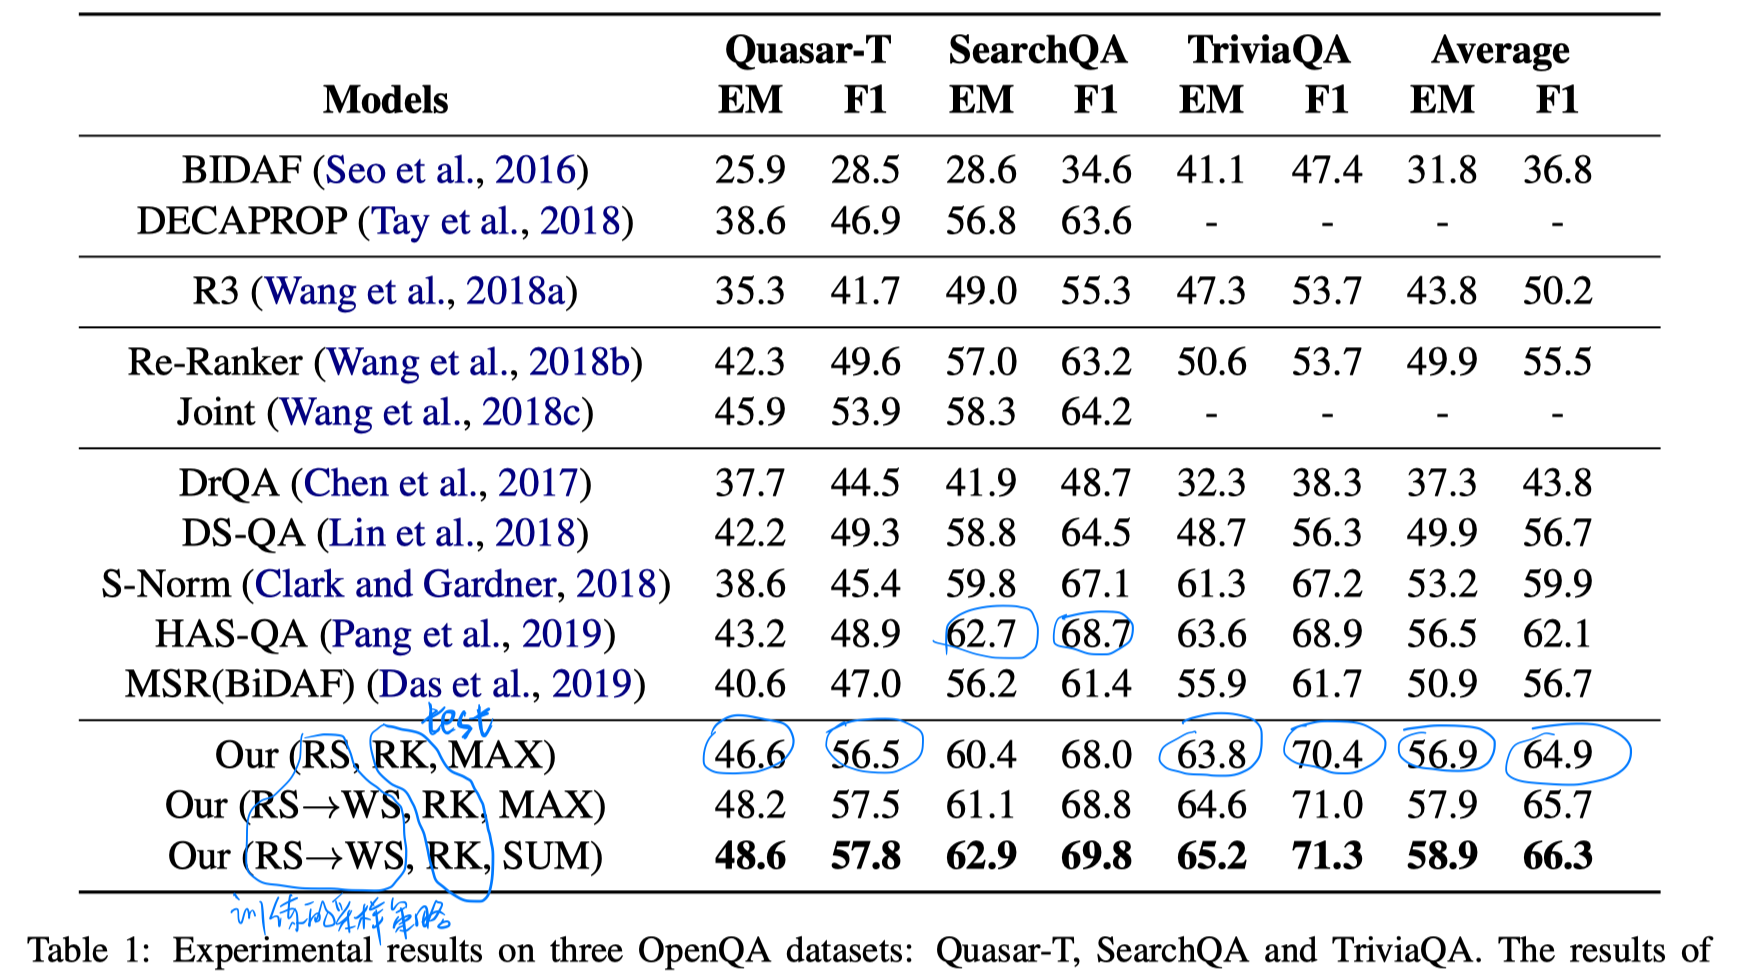 Quasar-T SearchQA TriviaQA Average
Models EM F1 EM F1 EM F1 EM F1
BIDAF (Seo et al., 2016) 25.9 28.5 28.6 34.6 41.1 47.4 31.8 36.8
DECAPROP (Tay et al., 2018) 38.6 46.9 56.8 63.6 - - - -
R3 (Wang et al., 2018a) 35.3 41.7 49.0 55.3 47.3 53.7 43.8 50.2
Re-Ranker (Wang et al., 2018b) 42.3 49.6 57.0 63.2 50.6 53.7 49.9 55.5
Joint (Wang et al., 2018c) 45.9 53.9 58.3 64.2 - - - -
DrQA (Chen et al., 2017) 37.7 44.5 41.9 48.7 32.3 38.3 37.3 43.8
DS-QA (Lin et al., 2018) 42.2 49.3 58.8 64.5 48.7 56.3 49.9 56.7
S-Norm (Clark and Gardner, 2018) 38.6 45.4 59.8 67.1 61.3 67.2 53.2 59.9
HAS-QA (Pang et al., 2019) 43.2 48.9 62.7 68.7 63.6 68.9 56.5 62.1
MSR(BiDAF) (Das et al., 2019) 40.6 47.0 56.2 61.4 55.9 61.7 50.9 56.7
test
Our (RS, RK, MAX) 46.6 56.5 60.4 68.0 63.8 70.4 56.9 64.9
Our (RS→WS, RK, MAX) 48.2 57.5 61.1 68.8 64.6 71.0 57.9 65.7
Our (RS→WS, RK, SUM) 48.6 57.8 62.9 69.8 65.2 71.3 58.9 66.3
训练的采样策略
Table 1: Experimental results on three OpenQA datasets: Quasar-T, SearchQA and TriviaQA. The results of